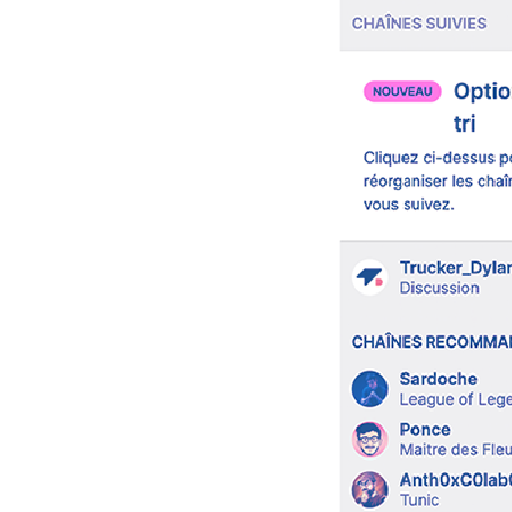 CHAÎNES SUIVIES
NOUVEAU
Optio
tri
Cliquez ci-dessus p
réorganiser les chaîn
vous suivez.
Trucker_Dylan
Discussion
CHAÎNES RECOMMA
Sardoche
League of Lege
Ponce
Maitre des Fleu
Anth0xC0lab
Tunic